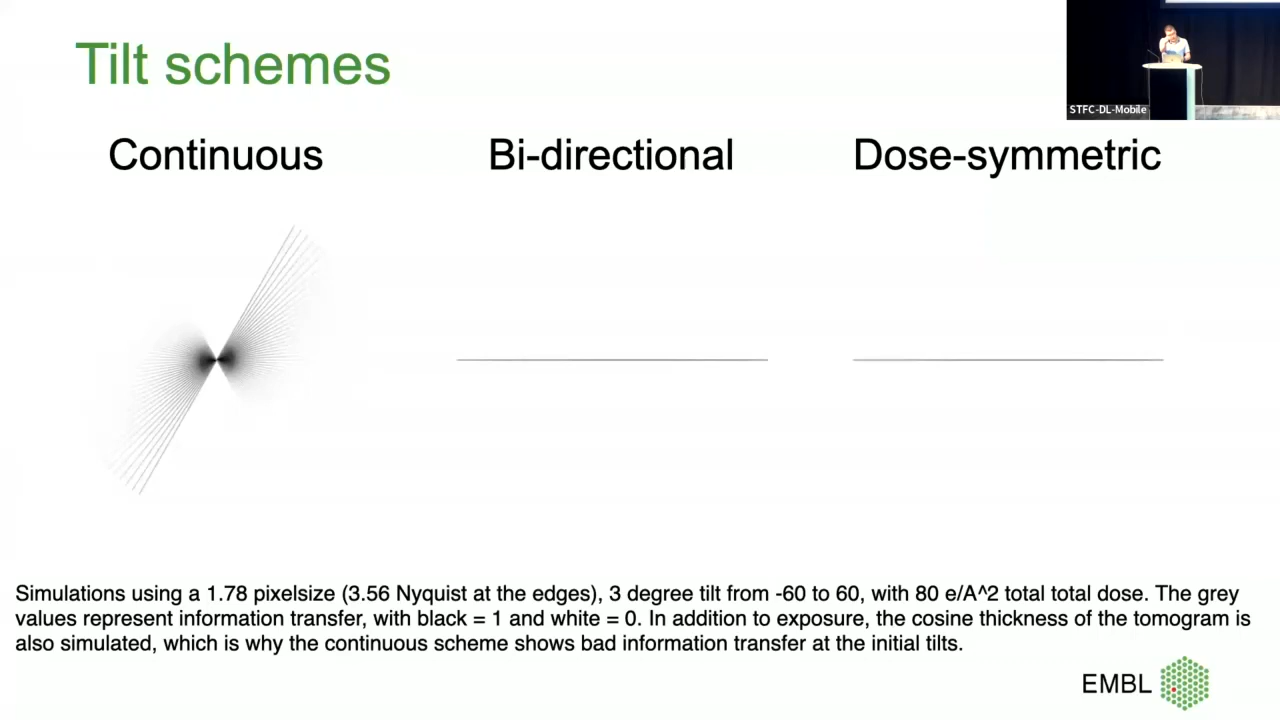 Tilt schemes
STFC-DL-Mobile
Continuous
Bi-directional
Dose-symmetric
Simulations using a 1.78 pixelsize (3.56 Nyquist at the edges), 3 degree tilt from -60 to 60, with 80 e/A^2 total total dose. The grey
values represent information transfer, with black = 1 and white = 0. In addition to exposure, the cosine thickness of the tomogram is
also simulated, which is why the continuous scheme shows bad information transfer at the initial tilts.
EMBL